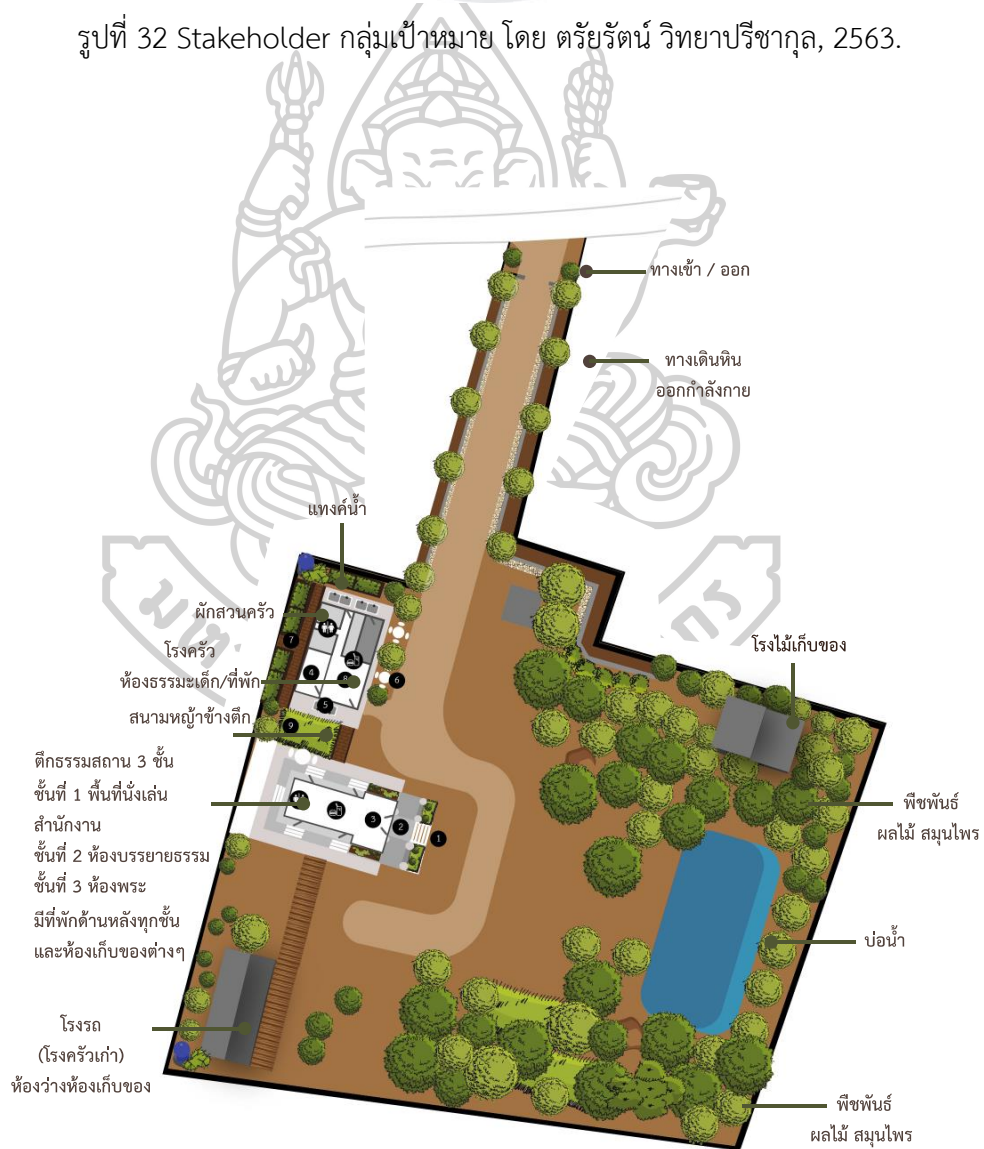 รูปที่ 32 Stakeholder กลุ่มเป้าหมาย โดย ตรัยรัตน์ วิทยาปรีชากุล, 2563.
ทางเข้า / ออก
ทางเดินหิน
ออกกำลังกาย
แทงค์น้ำ
ผักสวนครัว
โรงครัว
ห้องธรรมะเด็ก/ที่พัก
สนามหญ้าข้างตึก
ตึกธรรมสถาน 3 ชั้น
ชั้นที่ 1 พื้นที่นั่งเล่น
สำนักงาน
ชั้นที่ 2 ห้องบรรยายธรรม
ชั้นที่ 3 ห้องพระ
มีที่พักด้านหลังทุกชั้น
และห้องเก็บของต่างๆ
โรงรถ
(โรงครัวเก่า)
ห้องว่างห้องเก็บของ
7
4
8
5
6
9
3
2
1
โรงไม้เก็บของ
พืชพันธ์
ผลไม้ สมุนไพร
บ่อน้ำ
พืชพันธ์
ผลไม้ สมุนไพร